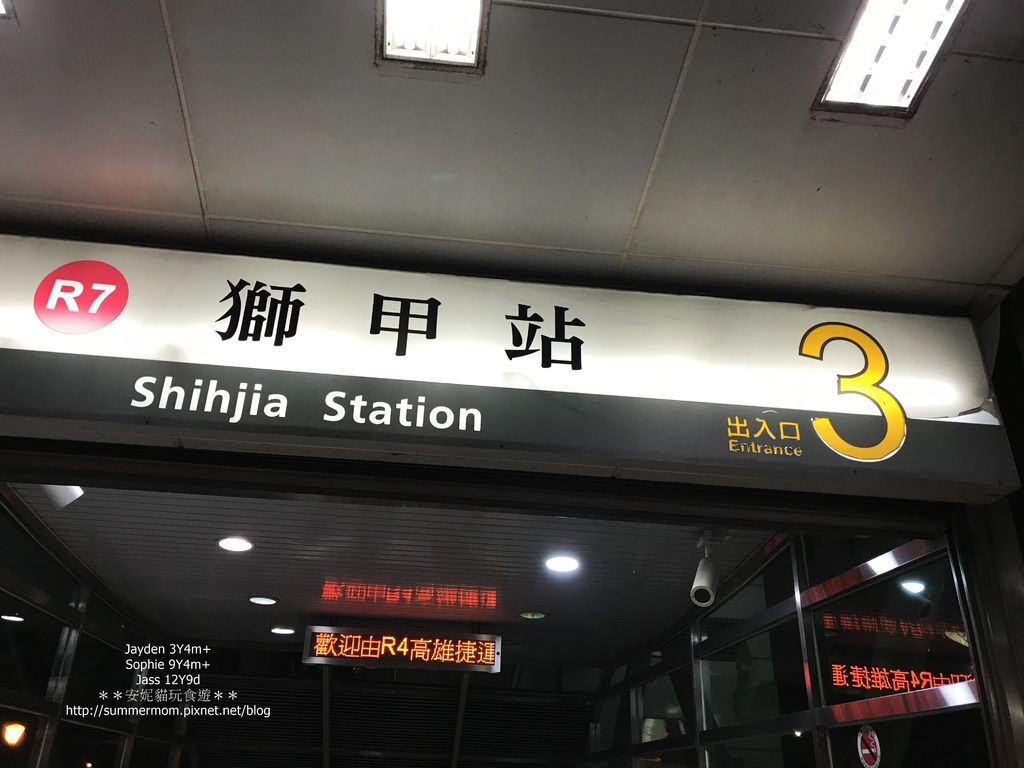 R7
獅甲站
Shihjia Station
3
出入口
Entrance
歡迎由R4高雄捷運
Jayden 3Y4m+
Sophie 9Y4m+
Jass 12Y9d
＊＊安妮貓玩食遊＊＊
http://summermom.pixnet.net/blog